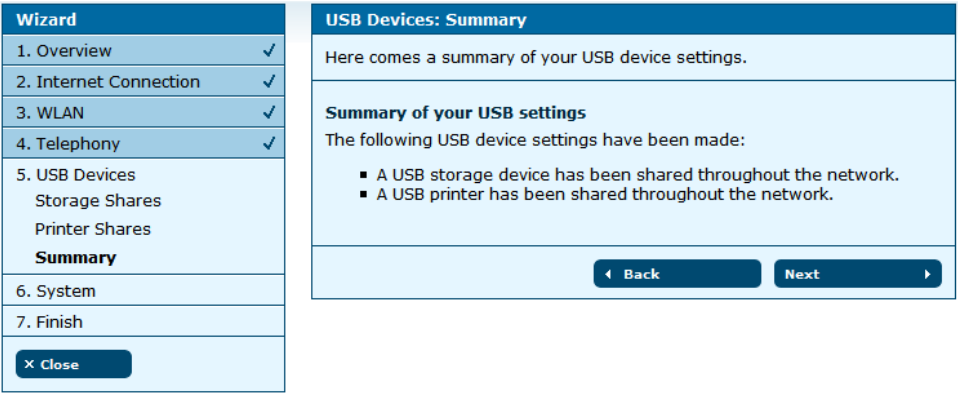 Wizard
1. Overview
2. Internet Connection
3. WLAN
4. Telephony
5. USB Devices
Storage Shares
Printer Shares
Summary
6. System
7. Finish
Close
USB Devices: Summary
Here comes a summary of your USB device settings.
Summary of your USB settings
The following USB device settings have been made:
A USB storage device has been shared throughout the network.
A USB printer has been shared throughout the network.
Back
Next